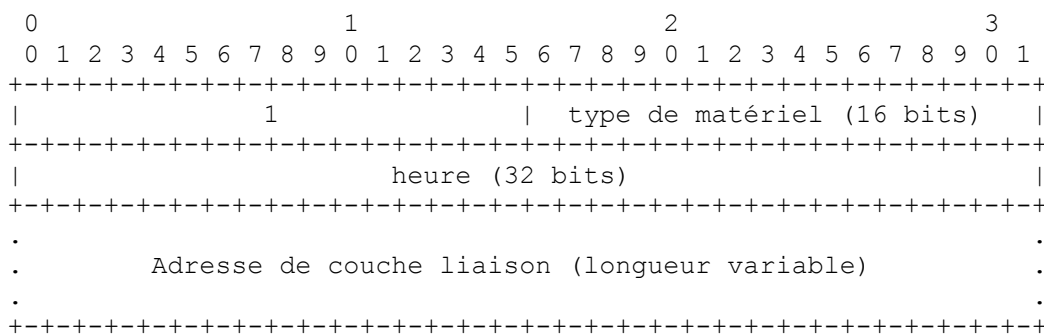 0                   1                   2                   3
0 1 2 3 4 5 6 7 8 9 0 1 2 3 4 5 6 7 8 9 0 1 2 3 4 5 6 7 8 9 0 1
+-+-+-+-+-+-+-+-+-+-+-+-+-+-+-+-+-+-+-+-+-+-+-+-+-+-+-+-+-+-+-+-+
|               1               |  type de matériel (16 bits)   |
+-+-+-+-+-+-+-+-+-+-+-+-+-+-+-+-+-+-+-+-+-+-+-+-+-+-+-+-+-+-+-+-+
|                       heure (32 bits)                         |
+-+-+-+-+-+-+-+-+-+-+-+-+-+-+-+-+-+-+-+-+-+-+-+-+-+-+-+-+-+-+-+-+
.                                                               .
.        Adresse de couche liaison (longueur variable)          .
.                                                               .
+-+-+-+-+-+-+-+-+-+-+-+-+-+-+-+-+-+-+-+-+-+-+-+-+-+-+-+-+-+-+-+-+